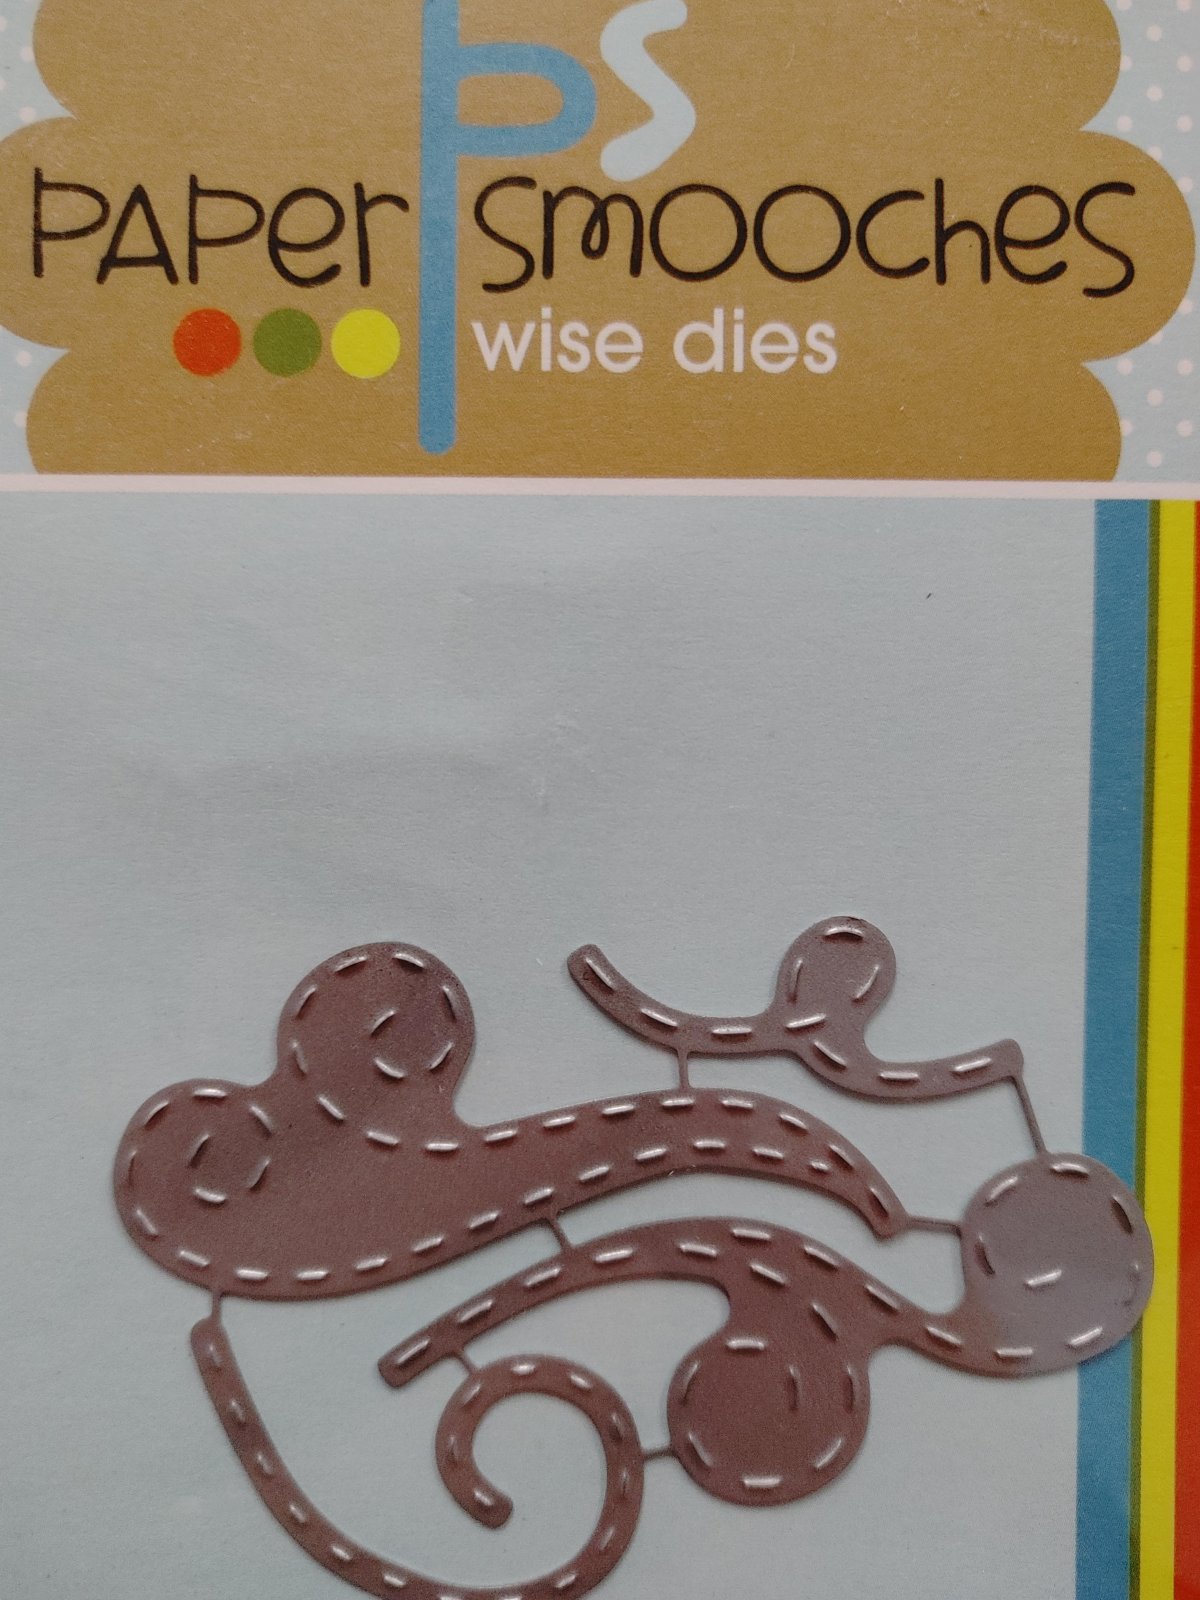 ps
PAPer smooches
wise dies